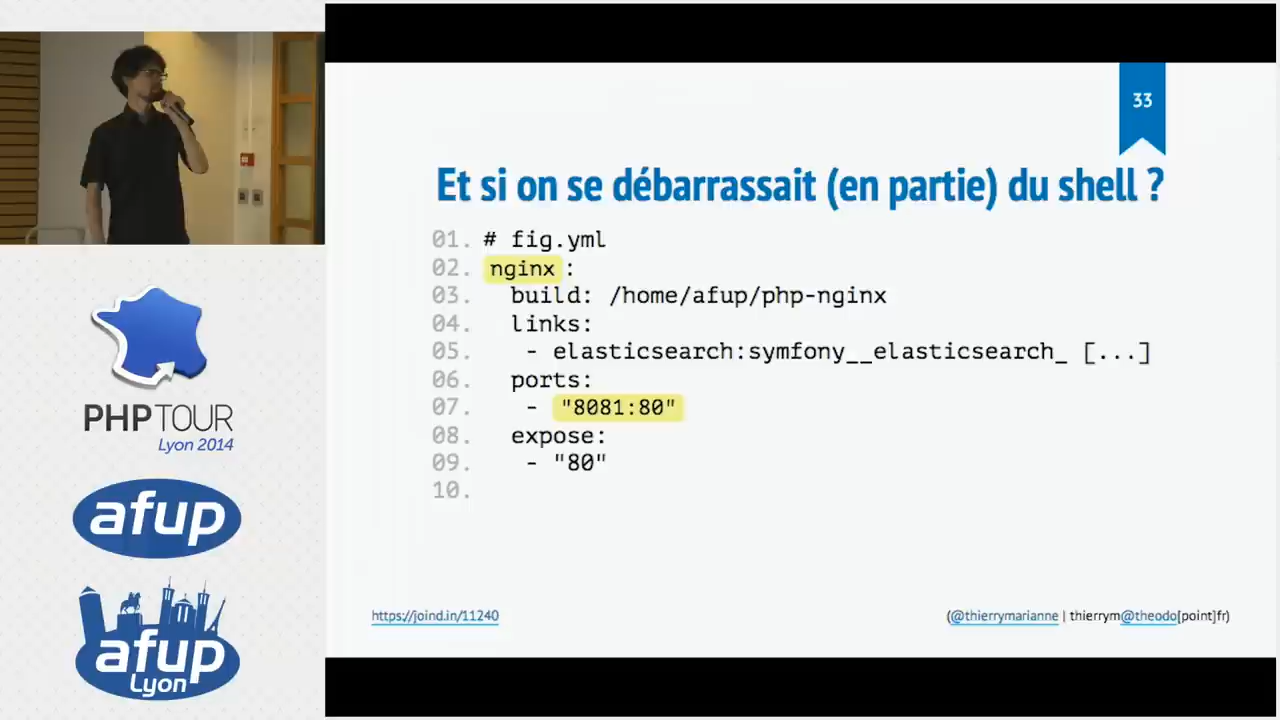 33
Et si on se débarrassait (en partie) du shell ?
01. # fig.yml
02. nginx :
03. build: /home/afup/php-nginx
04. links:
05. - elasticsearch:symfony__elasticsearch_ [...]
06. ports:
07. - "8081:80"
08. expose:
09. - "80"
10.
https://joind.in/11240
(@thierrymarianne | thierrym@theodo[point]fr)
PHP TOUR
Lyon 2014
afup
afup
Lyon